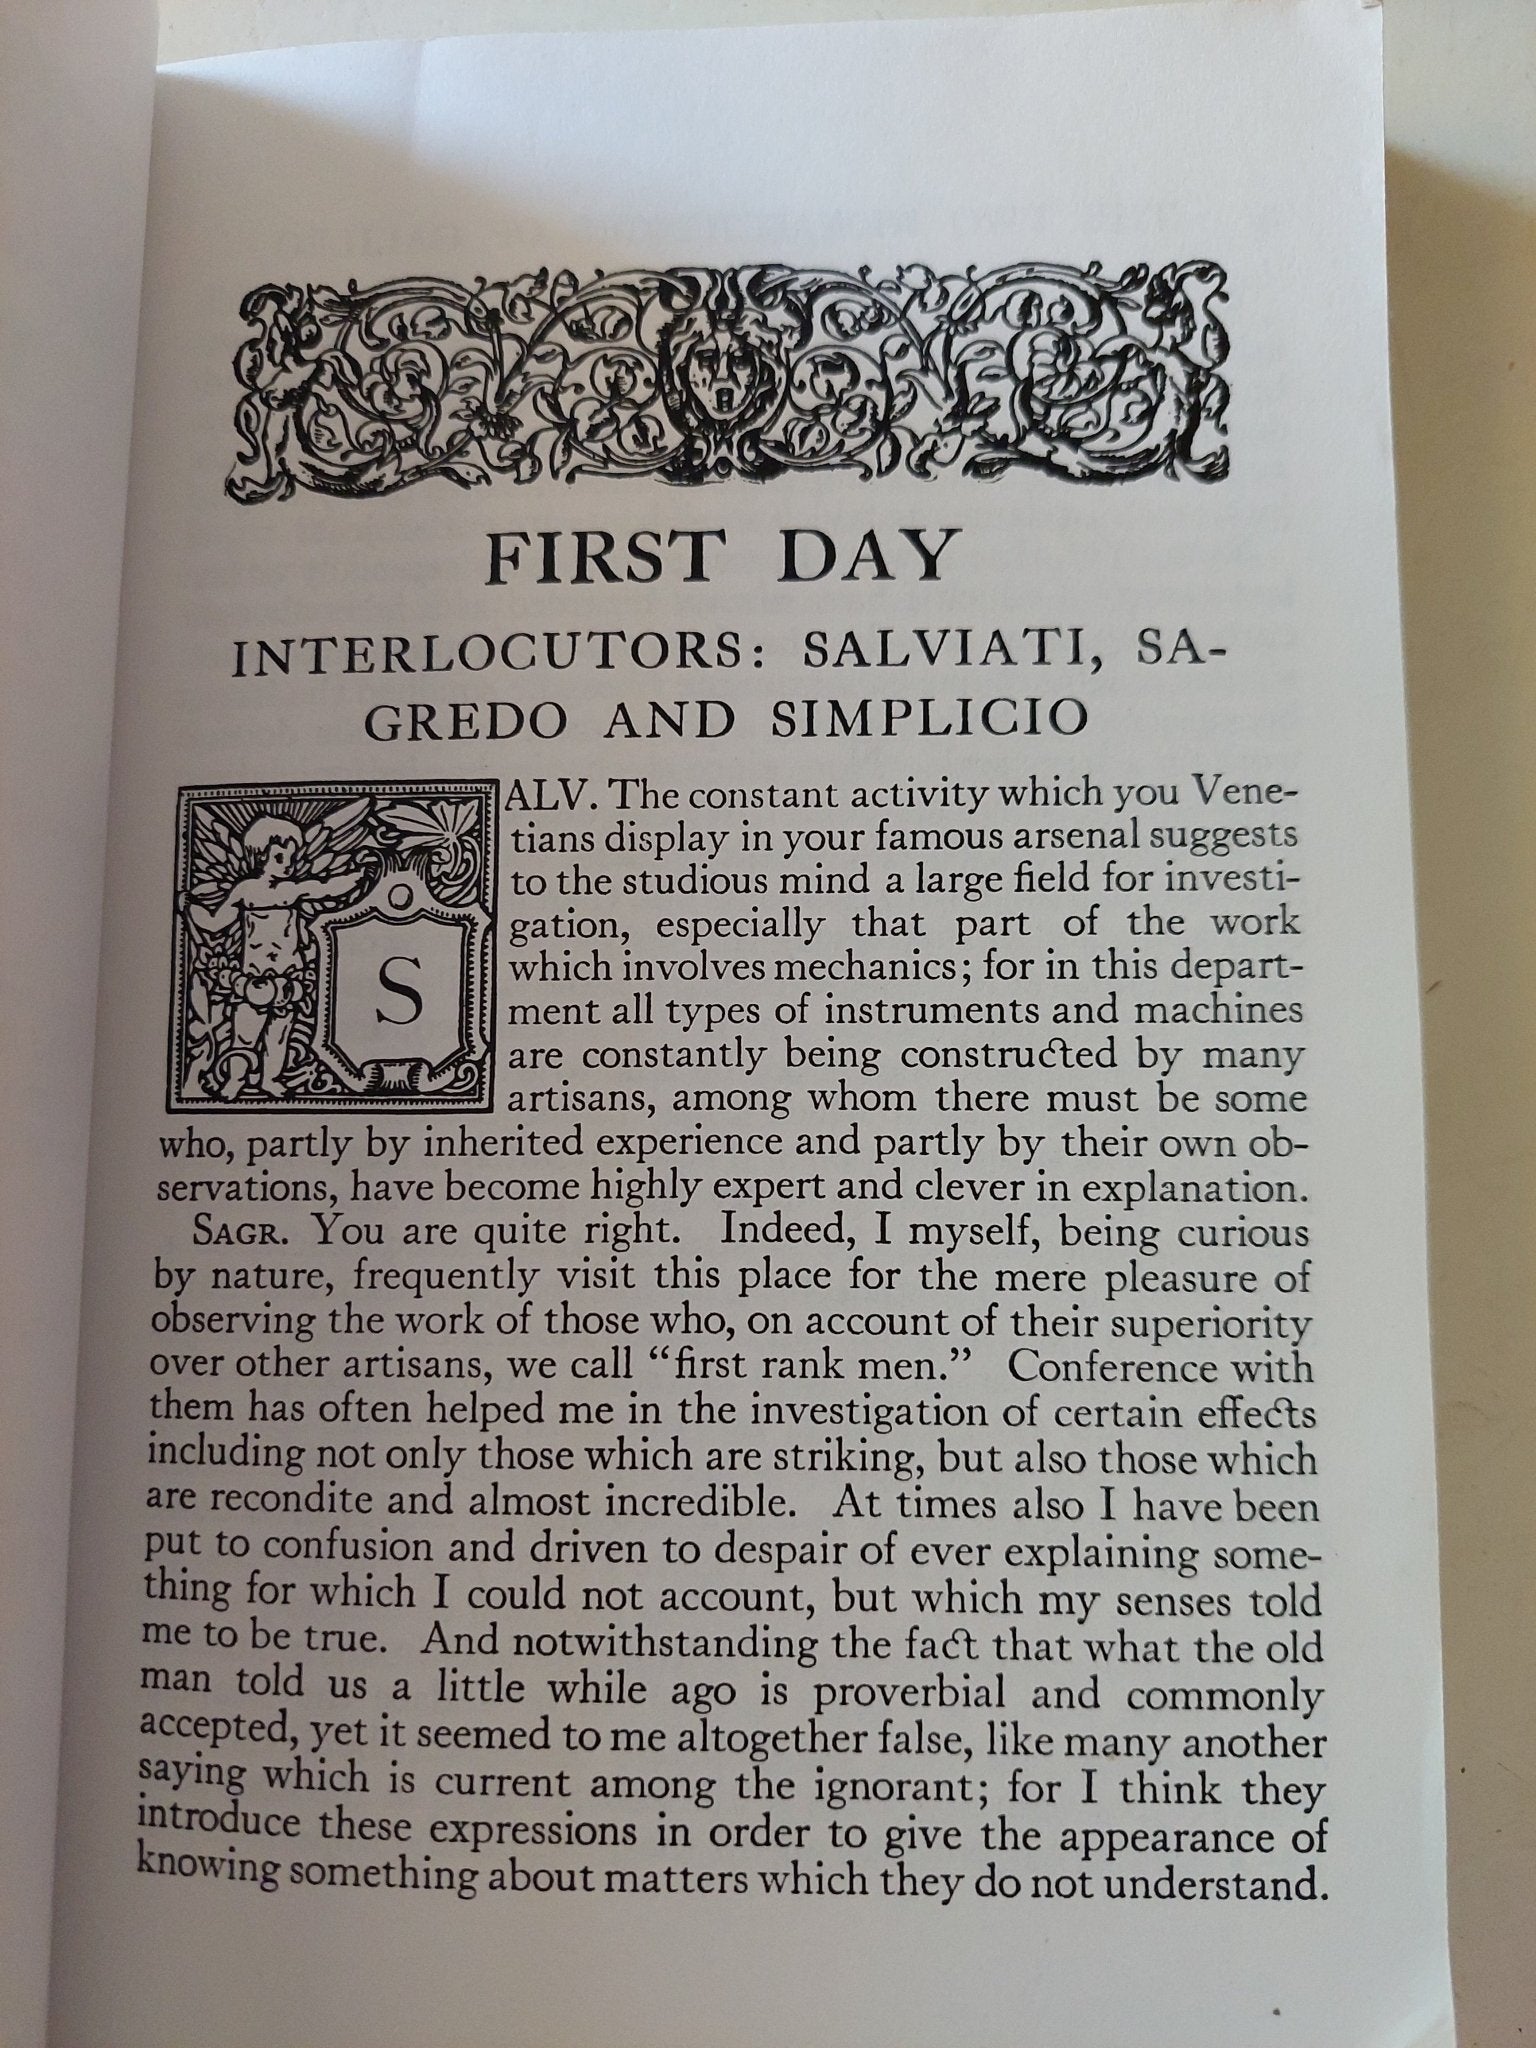 FIRST DAY
INTERLOCUTORS: SALVIATI, SA-
GREDO AND SIMPLICIO
SALV. The constant activity which you Vene-
tians display in your famous arsenal suggests
to the studious mind a large field for investi-
gation, especially that part of the work
which involves mechanics; for in this depart-
ment all types of instruments and machines
are constantly being constructed by many
artisans, among whom there must be some
who, partly by inherited experience and partly by their own ob-
servations, have become highly expert and clever in explanation.
SAGR. You are quite right. Indeed, I myself, being curious
by nature, frequently visit this place for the mere pleasure of
observing the work of those who, on account of their superiority
over other artisans, we call “first rank men.” Conference with
them has often helped me in the investigation of certain effects
including not only those which are striking, but also those which
are recondite and almost incredible. At times also I have been
put to confusion and driven to despair of ever explaining some-
thing for which I could not account, but which my senses told
me to be true. And notwithstanding the fact that what the old
man told us a little while ago is proverbial and commonly
accepted, yet it seemed to me altogether false, like many another
saying which is current among the ignorant; for I think they
introduce these expressions in order to give the appearance of
knowing something about matters which they do not understand.